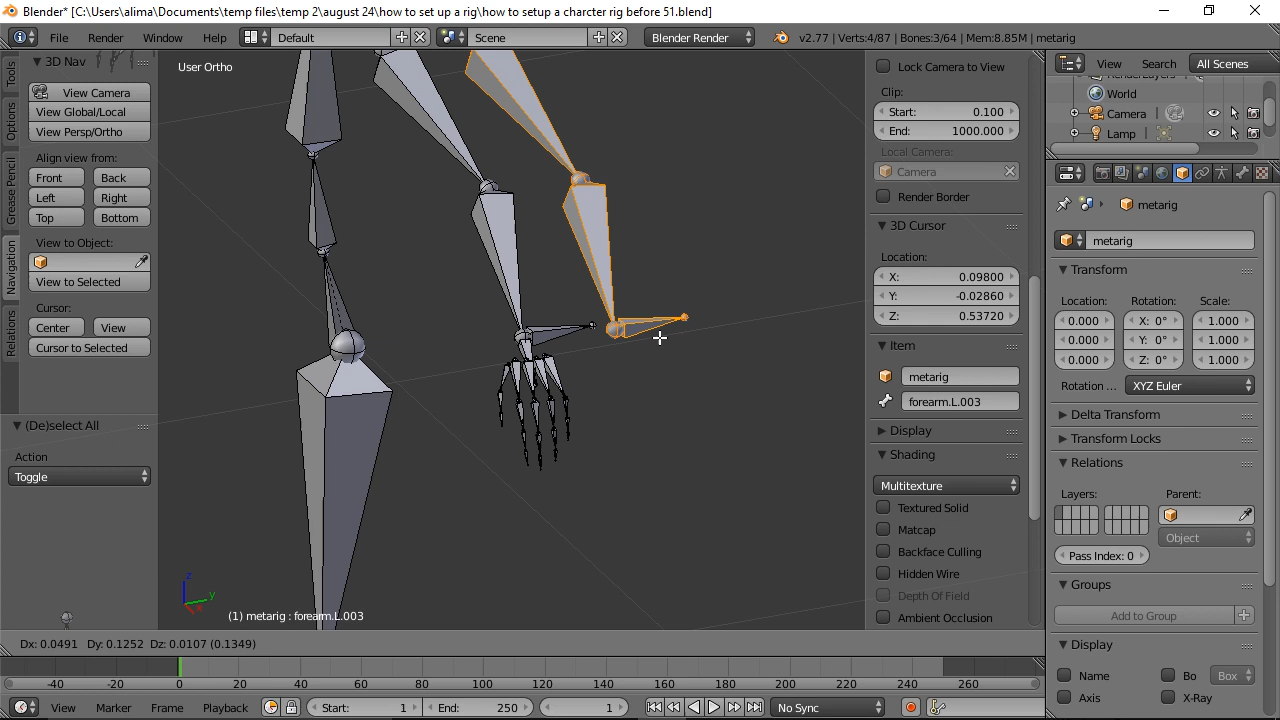 Blender* [C:\Users\alima\Documents\temp files\temp 2\august 24\how to set up a rig\how to setup a charcter rig before 51.blend]
File Render Window Help Default Scene Blender Render v2.77 | Verts:4/87 | Bones:3/64 | Mem:8.85M | metarig
3D Nav
View Camera
View Global/Local
View Persp/Ortho
Align view from:
Front Back
Left Right
Top Bottom
View to Object:
View to Selected
Cursor:
Center View
Cursor to Selected
(De)select All
Action
Toggle
Tools
Options
Grease Pencil
Navigation
Relations
User Ortho
z
y
x
(1) metarig : forearm.L.003
Lock Camera to View
Clip:
Start: 0.100
End: 1000.000
Local Camera:
Camera
Render Border
3D Cursor
Location:
X: 0.09800
Y: -0.02860
Z: 0.53720
Item
metarig
forearm.L.003
Display
Shading
Multitexture
Textured Solid
Matcap
Backface Culling
Hidden Wire
Depth Of Field
Ambient Occlusion
View Search All Scenes
RenderLayers
World
Camera
Lamp
metarig
metarig
Transform
Location: Rotation: Scale:
0.000 X: 0° 1.000
0.000 Y: 0° 1.000
0.000 Z: 0° 1.000
Rotation ... XYZ Euler
Delta Transform
Transform Locks
Relations
Layers: Parent:
Object
Pass Index: 0
Groups
Add to Group
Display
Name Bo Box
Axis X-Ray
Dx: 0.0491 Dy: 0.1252 Dz: 0.0107 (0.1349)
-40 -20 0 20 40 60 80 100 120 140 160 180 200 220 240 260
View Marker Frame Playback Start: 1 End: 250 1 No Sync